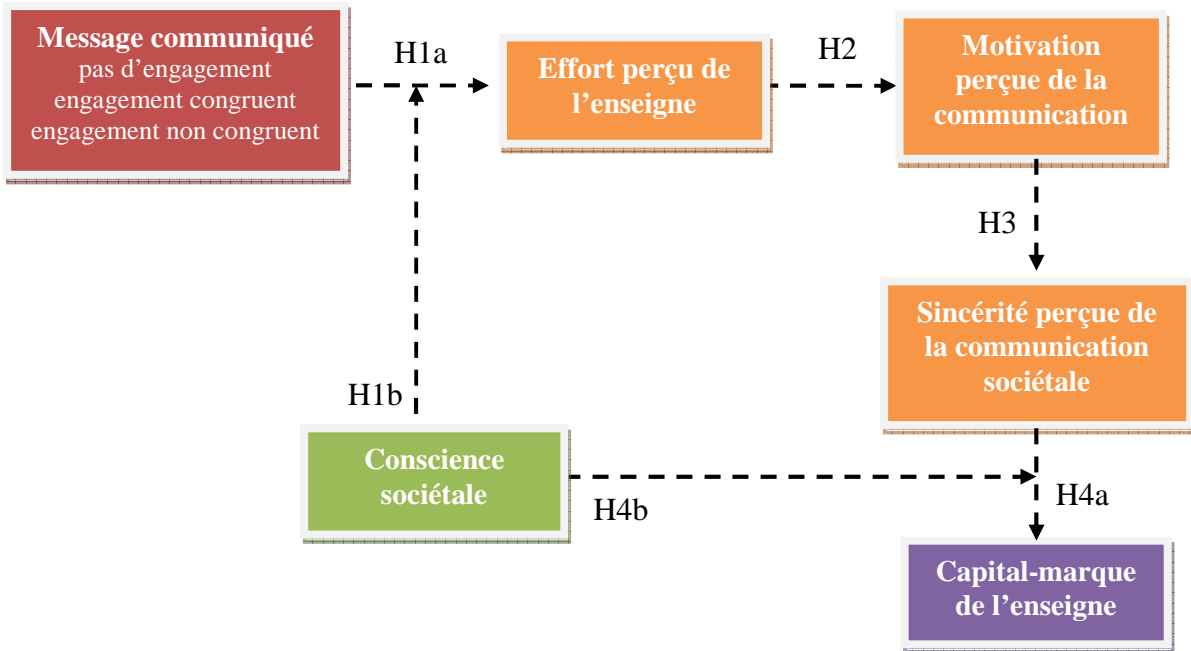 Message communiqué
pas d’engagement
engagement congruent
engagement non congruent
H1a
Effort perçu de
l’enseigne
H2
Motivation
perçue de la
communication
H3
Sincérité perçue de
la communication
sociétale
H1b
Conscience
sociétale
H4b
H4a
Capital-marque
de l’enseigne